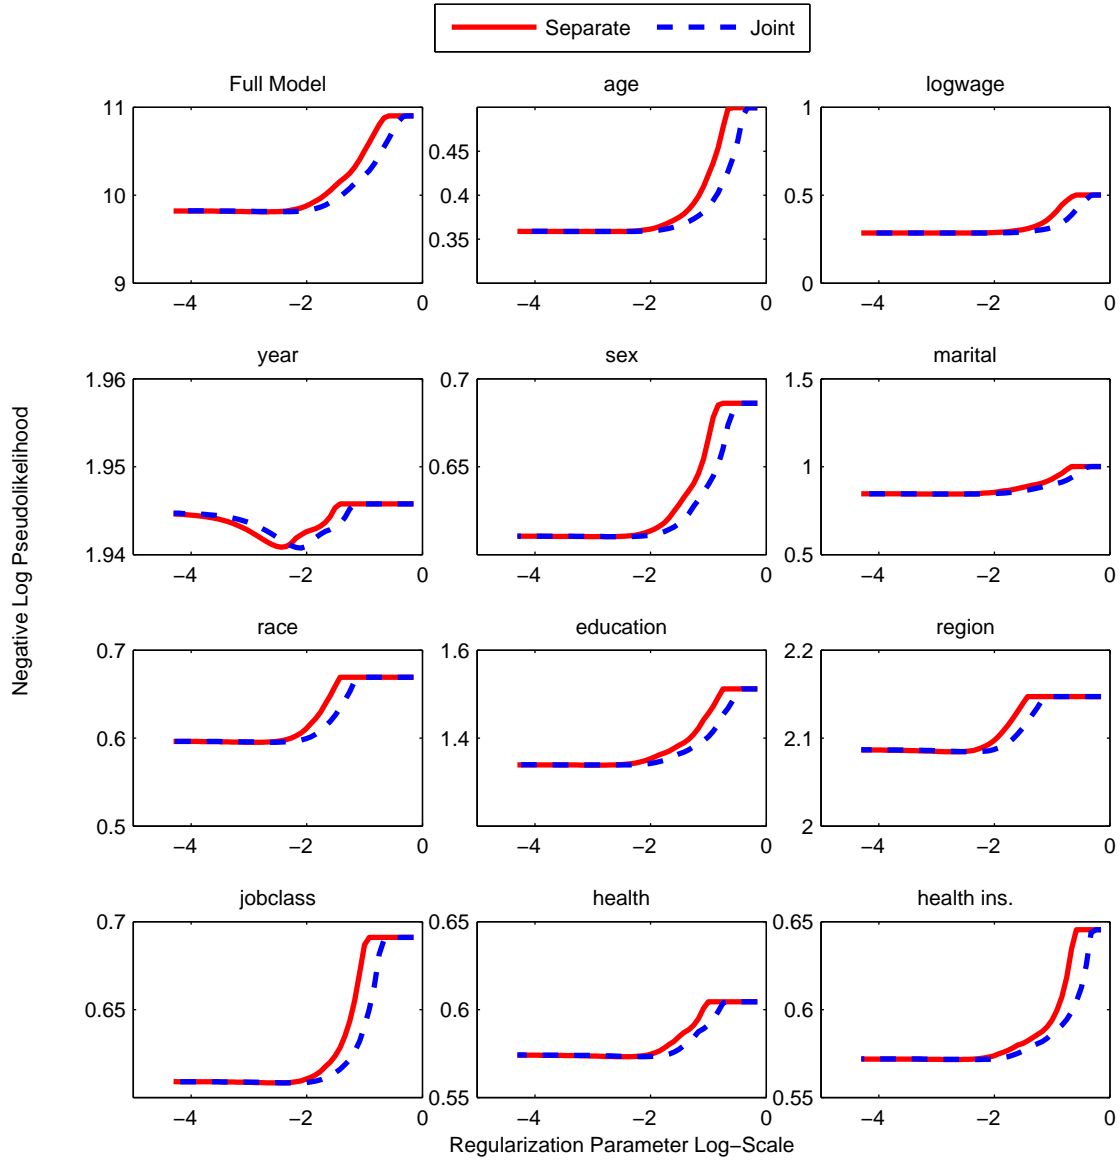 Separate Joint
Full Model age logwage
11 10 9 −4 −2 0
0.45 0.4 0.35 −4 −2 0
1 0.5 0 −4 −2 0
year sex marital
1.96 1.95 1.94 −4 −2 0
0.7 0.65 −4 −2 0
1.5 1 0.5 −4 −2 0
Negative Log Pseudolikelihood
race education region
0.7 0.6 0.5 −4 −2 0
1.6 1.4 −4 −2 0
2.2 2.1 2 −4 −2 0
jobclass health health ins.
0.7 0.65 −4 −2 0
0.65 0.6 0.55 −4 −2 0
0.65 0.6 0.55 −4 −2 0
Regularization Parameter Log−Scale